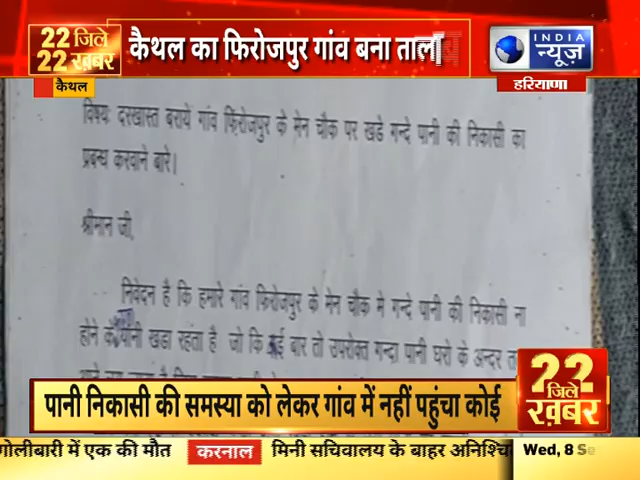 22 जिले
22 ख़बर
कैथल का फिरोजपुर गांव बना ताला
INDIA
न्यूज़
कैथल
हरियाणा
विषय: दरखास्त बरायें गांव फिरोजपुर के मेन चौक पर खडे गन्दे पानी की निकासी का
प्रबन्ध करवाने बारे।
श्रीमान जी,
निवेदन है कि हमारे गांव फिरोजपुर के मेन चौक मे गन्दे पानी की निकासी ना
होने के पानी खडा रहता है जो कि कई बार तो उपरोक्त गन्दा पानी घरो के अन्दर
पानी निकासी की समस्या को लेकर गांव में नहीं पहुंचा कोई
22
जिले
ख़बर
गोलीबारी में एक की मौत करनाल मिनी सचिवालय के बाहर अनिश्चि Wed, 8 Se